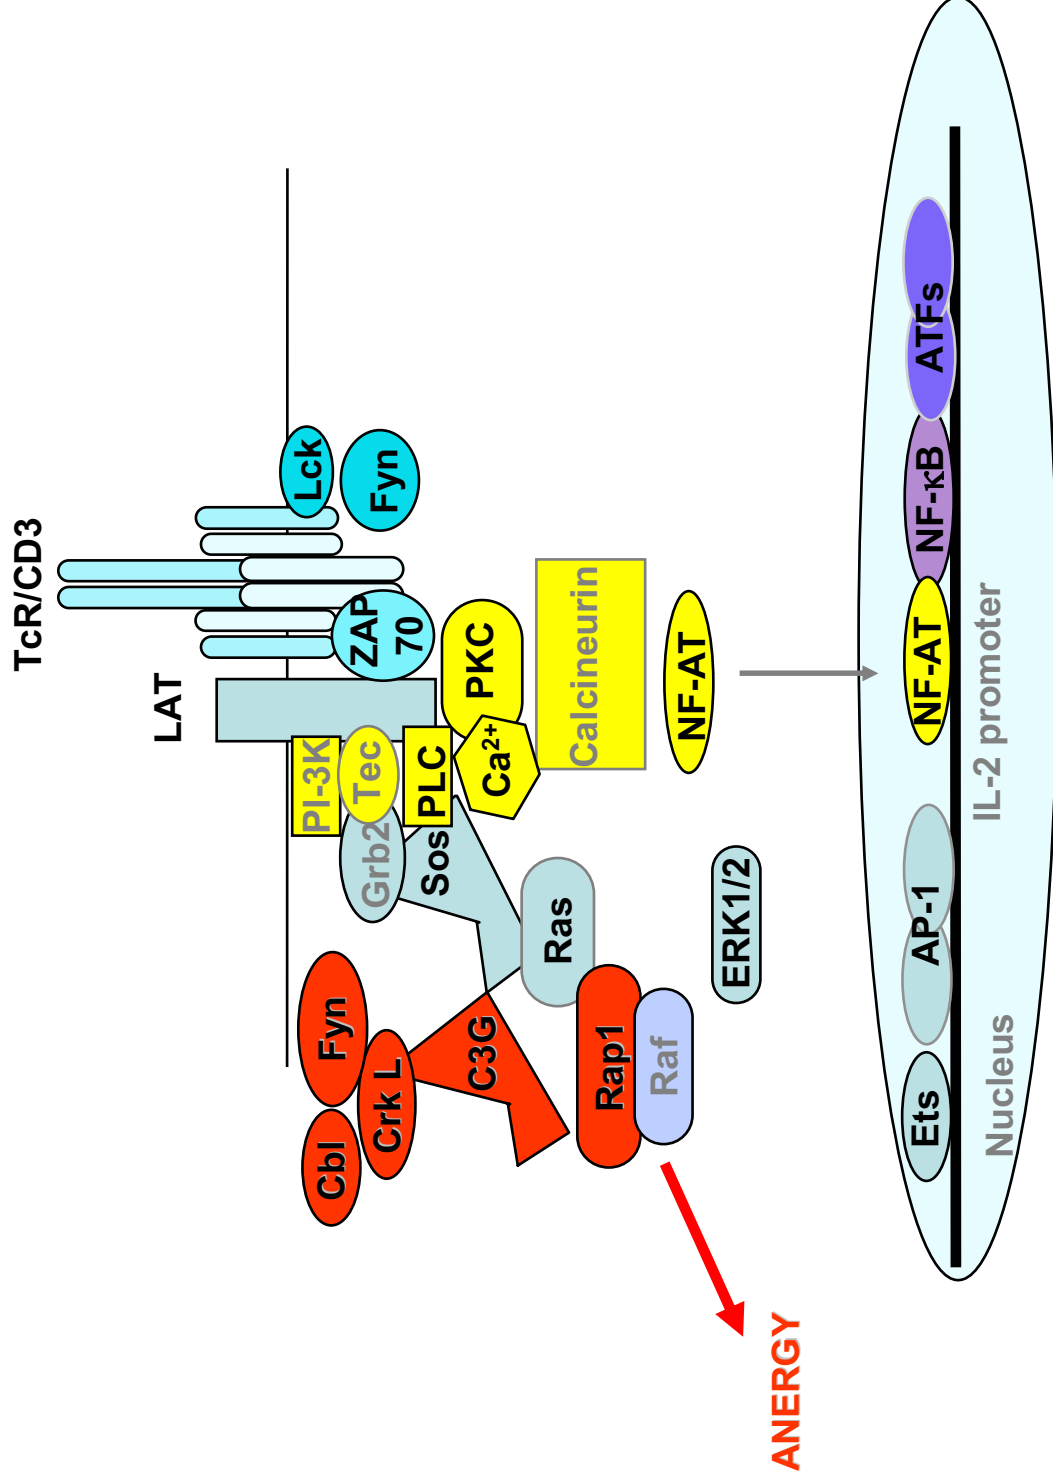 TcR/CD3
LAT
Lck
Fyn
ZAP
70
PI-3K
Tec
PLC
PKC
Ca²⁺
Calcineurin
NF-AT
Grb2
Sos
Ras
ERK1/2
Fyn
Cbl
Crk L
C3G
Rap1
Raf
ANERGY
Ets
AP-1
NF-AT
NF-κB
ATFs
IL-2 promoter
Nucleus